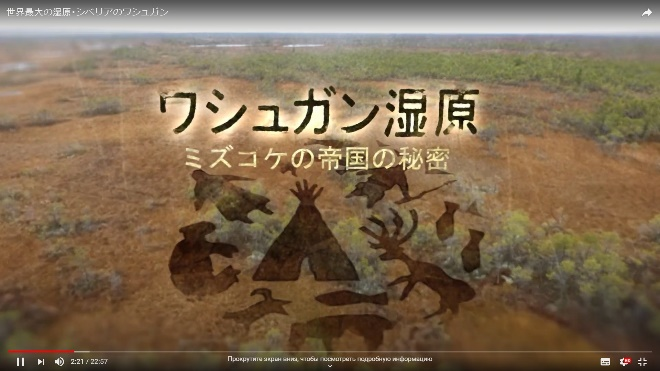 世界最大の湿原・シベリアのワシュガン
ワシュガン湿原
ミズゴケの帝国の秘密
2:21 / 22:57
Прокрутите экран вниз, чтобы посмотреть подробную информацию